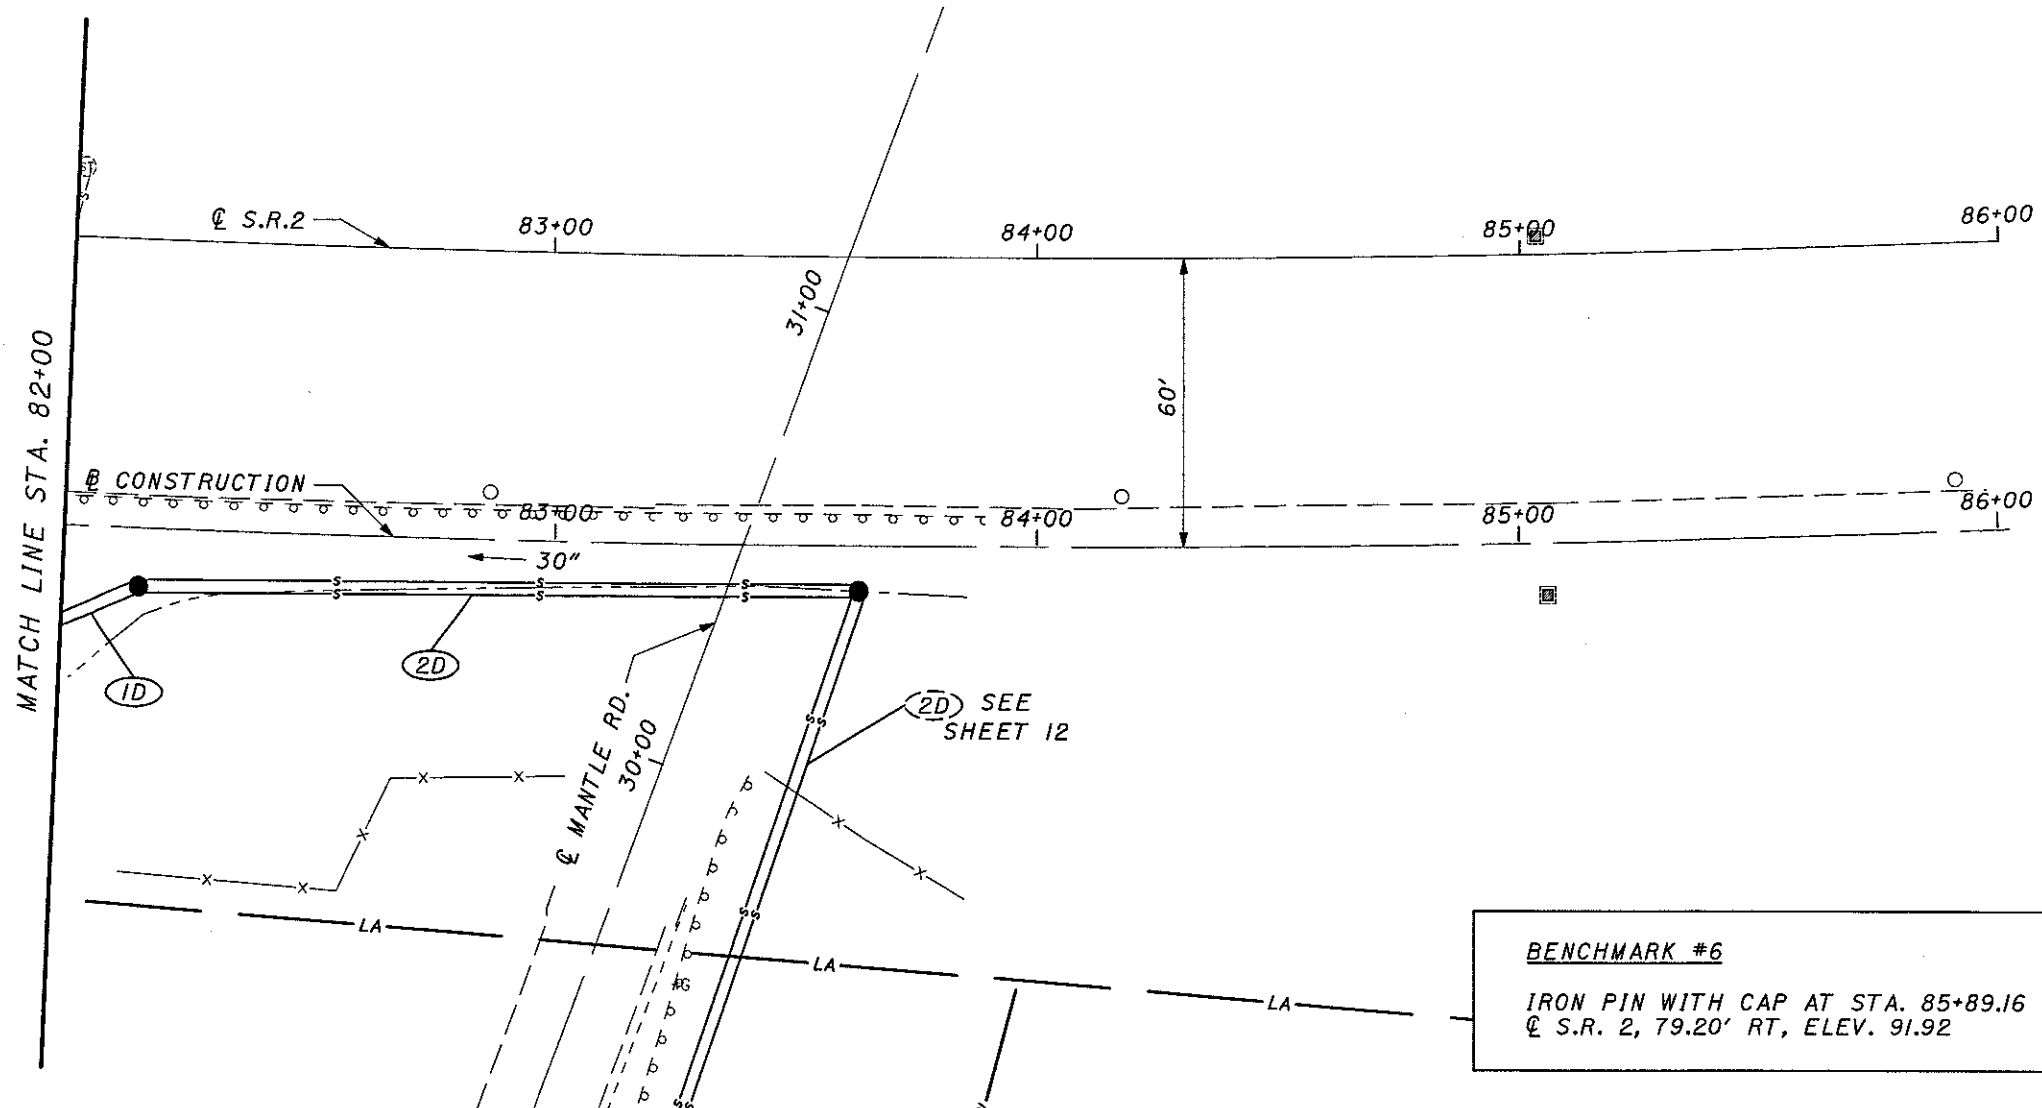 ℄ S.R.2
83+00
84+00
85+00
86+00
31+00
60'
MATCH LINE STA. 82+00
℄ CONSTRUCTION
83+00
84+00
85+00
86+00
30"
S S S
S S S
1D
2D
2D SEE
SHEET 12
S S
℄ MANTLE RD.
30+00
X X
X
X X
X
X
S S
LA
LA
LA
S S
BENCHMARK #6
IRON PIN WITH CAP AT STA. 85+89.16
℄ S.R. 2, 79.20' RT, ELEV. 91.92